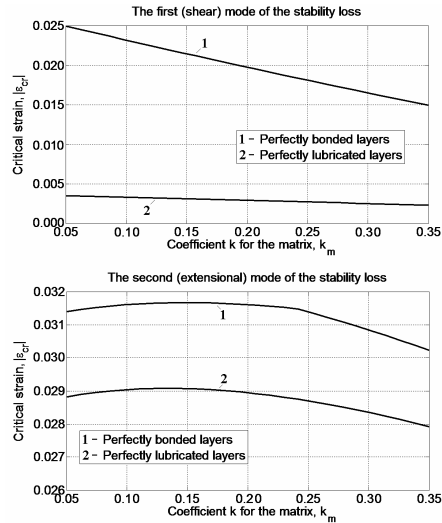 The first (shear) mode of the stability loss
Critical strain, |εcr|
0.025
0.020
0.015
0.010
0.005
0.000
1
2
1 – Perfectly bonded layers
2 – Perfectly lubricated layers
0.05 0.10 0.15 0.20 0.25 0.30 0.35
Coefficient k for the matrix, km
The second (extensional) mode of the stability loss
Critical strain, |εcr|
0.032
0.031
0.030
0.029
0.028
0.027
0.026
1
2
1 – Perfectly bonded layers
2 – Perfectly lubricated layers
0.05 0.10 0.15 0.20 0.25 0.30 0.35
Coefficient k for the matrix, km